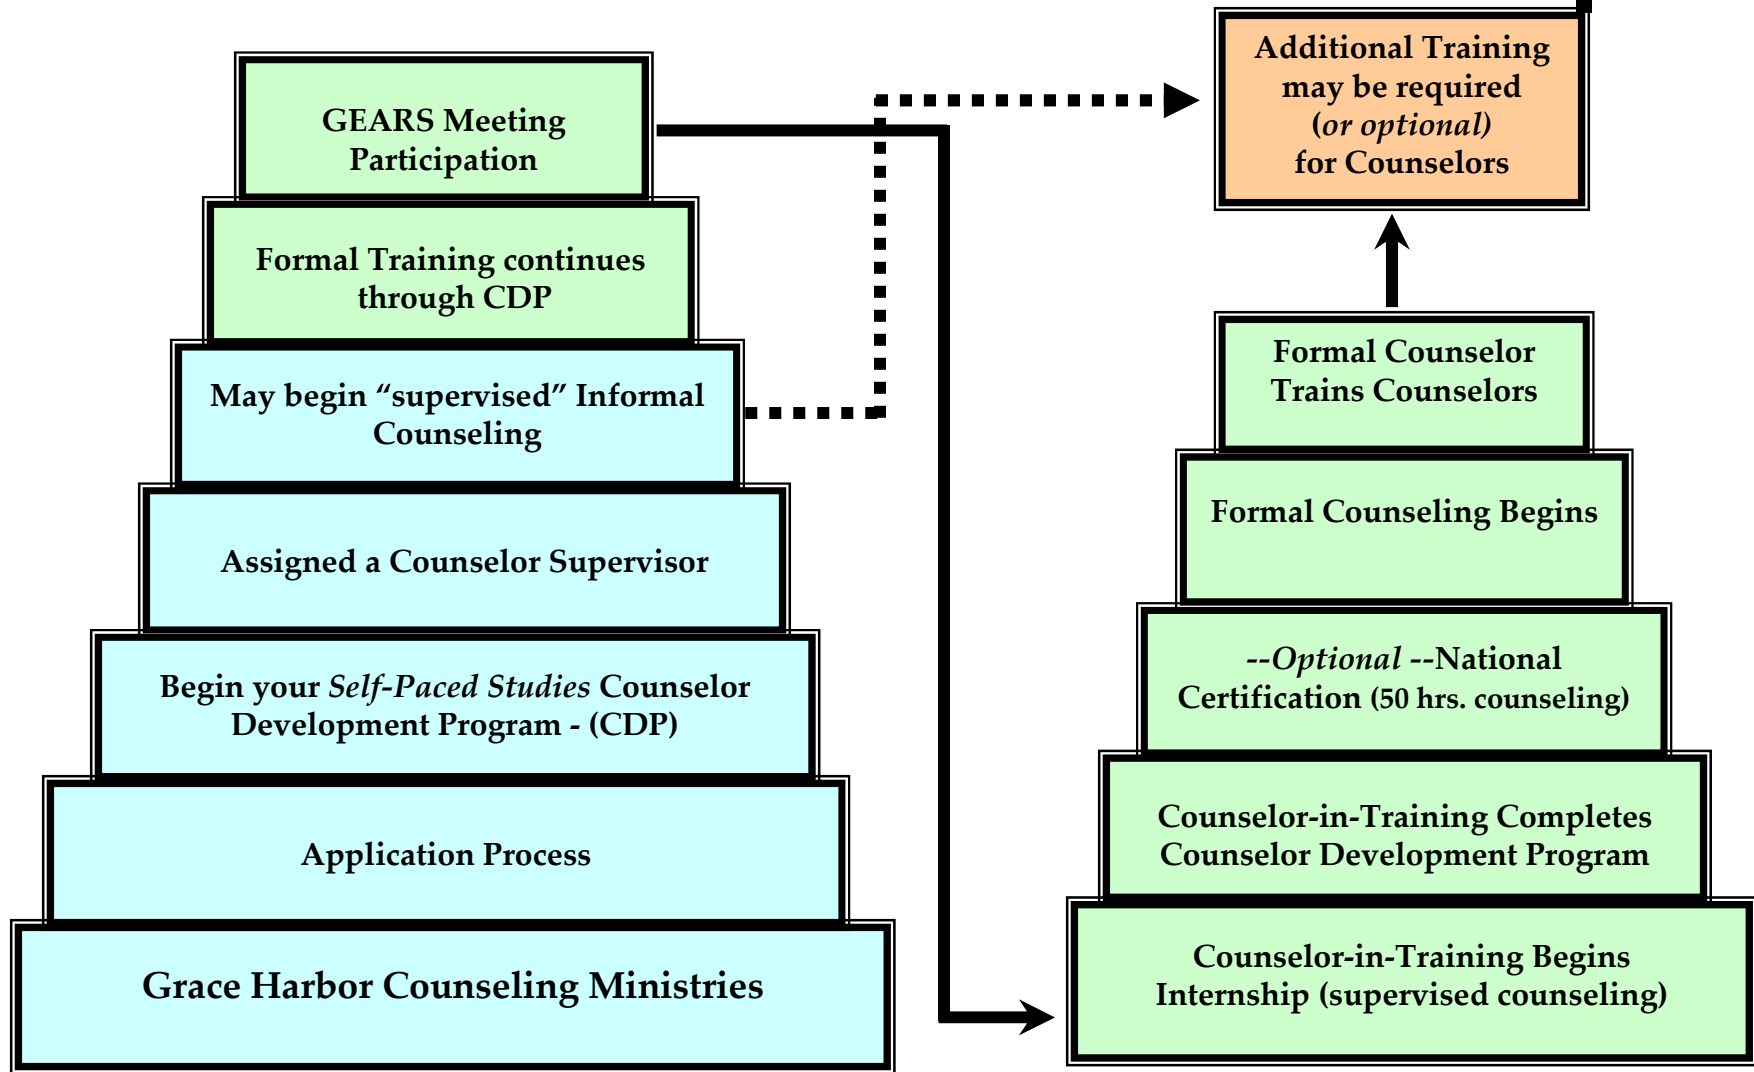 GEARS Meeting
Participation
Formal Training continues
through CDP
May begin “supervised” Informal
Counseling
Assigned a Counselor Supervisor
Begin your Self-Paced Studies Counselor
Development Program - (CDP)
Application Process
Grace Harbor Counseling Ministries
Additional Training
may be required
(or optional)
for Counselors
Formal Counselor
Trains Counselors
Formal Counseling Begins
--Optional --National
Certification (50 hrs. counseling)
Counselor-in-Training Completes
Counselor Development Program
Counselor-in-Training Begins
Internship (supervised counseling)